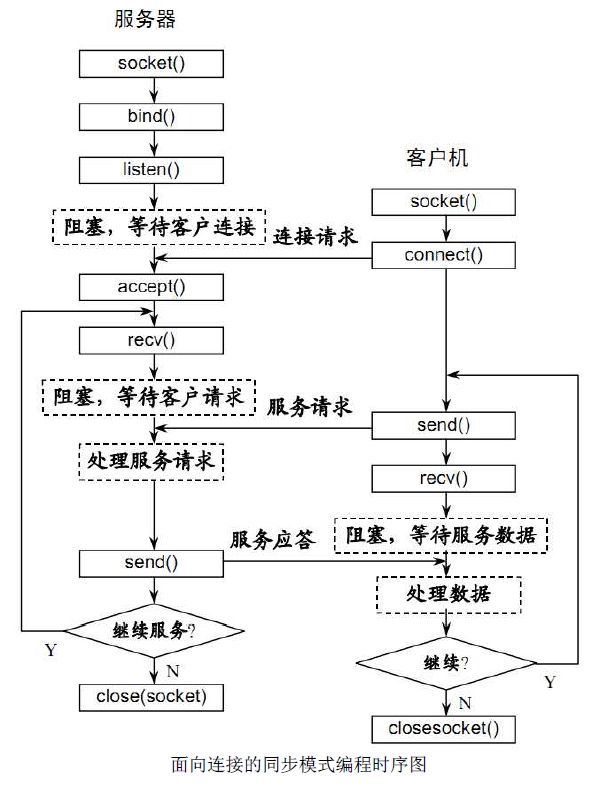 服务器
socket()
bind()
listen()
阻塞，等待客户连接
accept()
recv()
阻塞，等待客户请求
处理服务请求
send()
继续服务?
Y
N
close(socket)
连接请求
服务请求
服务应答
客户机
socket()
connect()
send()
recv()
阻塞，等待服务数据
处理数据
继续?
Y
N
closesocket()
面向连接的同步模式编程时序图